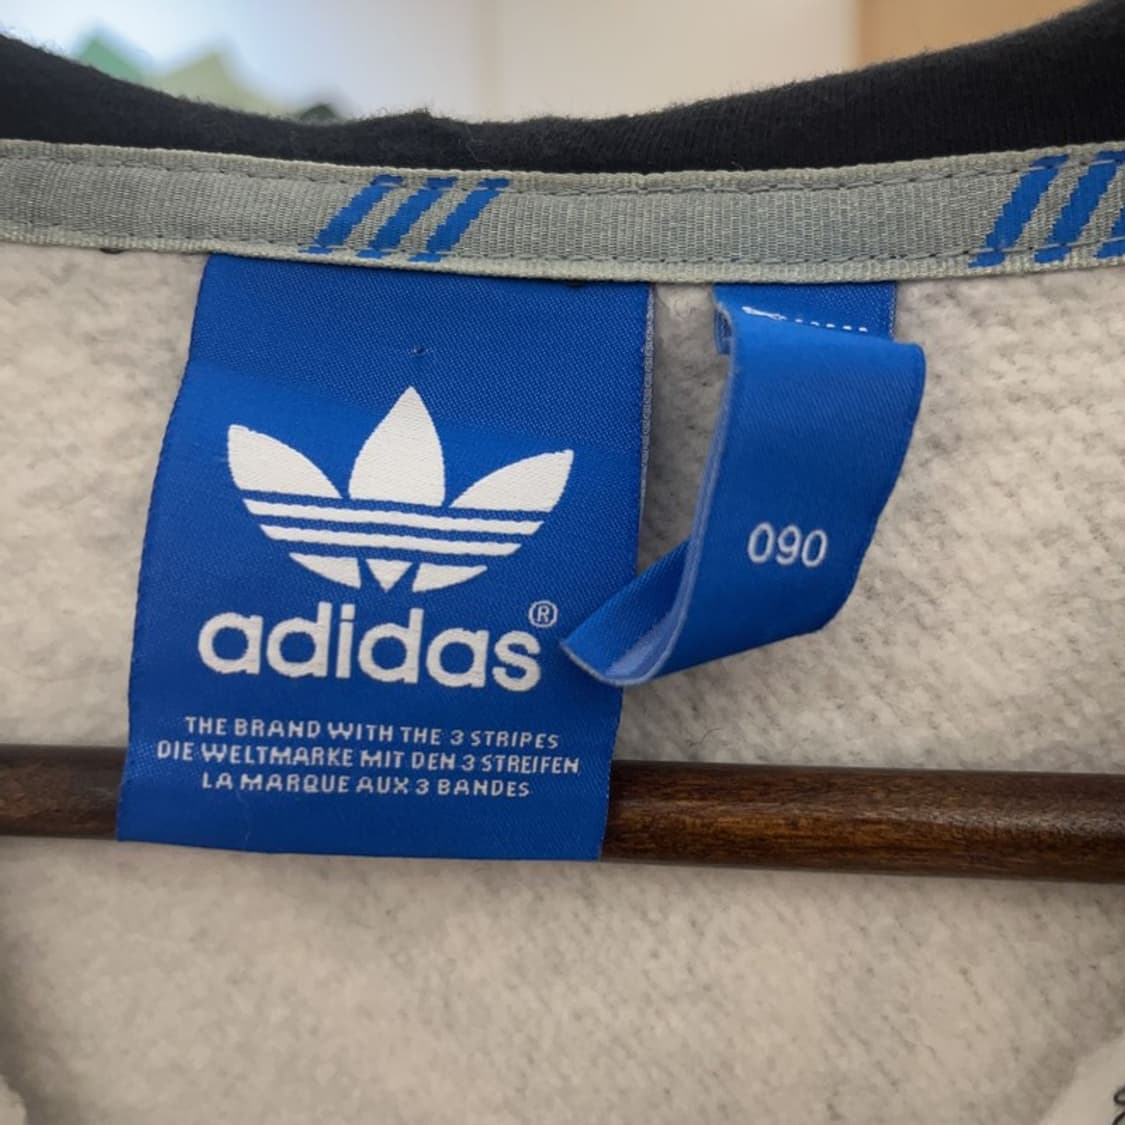 adidas®
THE BRAND WITH THE 3 STRIPES
DIE WELTMARKE MIT DEN 3 STREIFEN
LA MARQUE AUX 3 BANDES
090